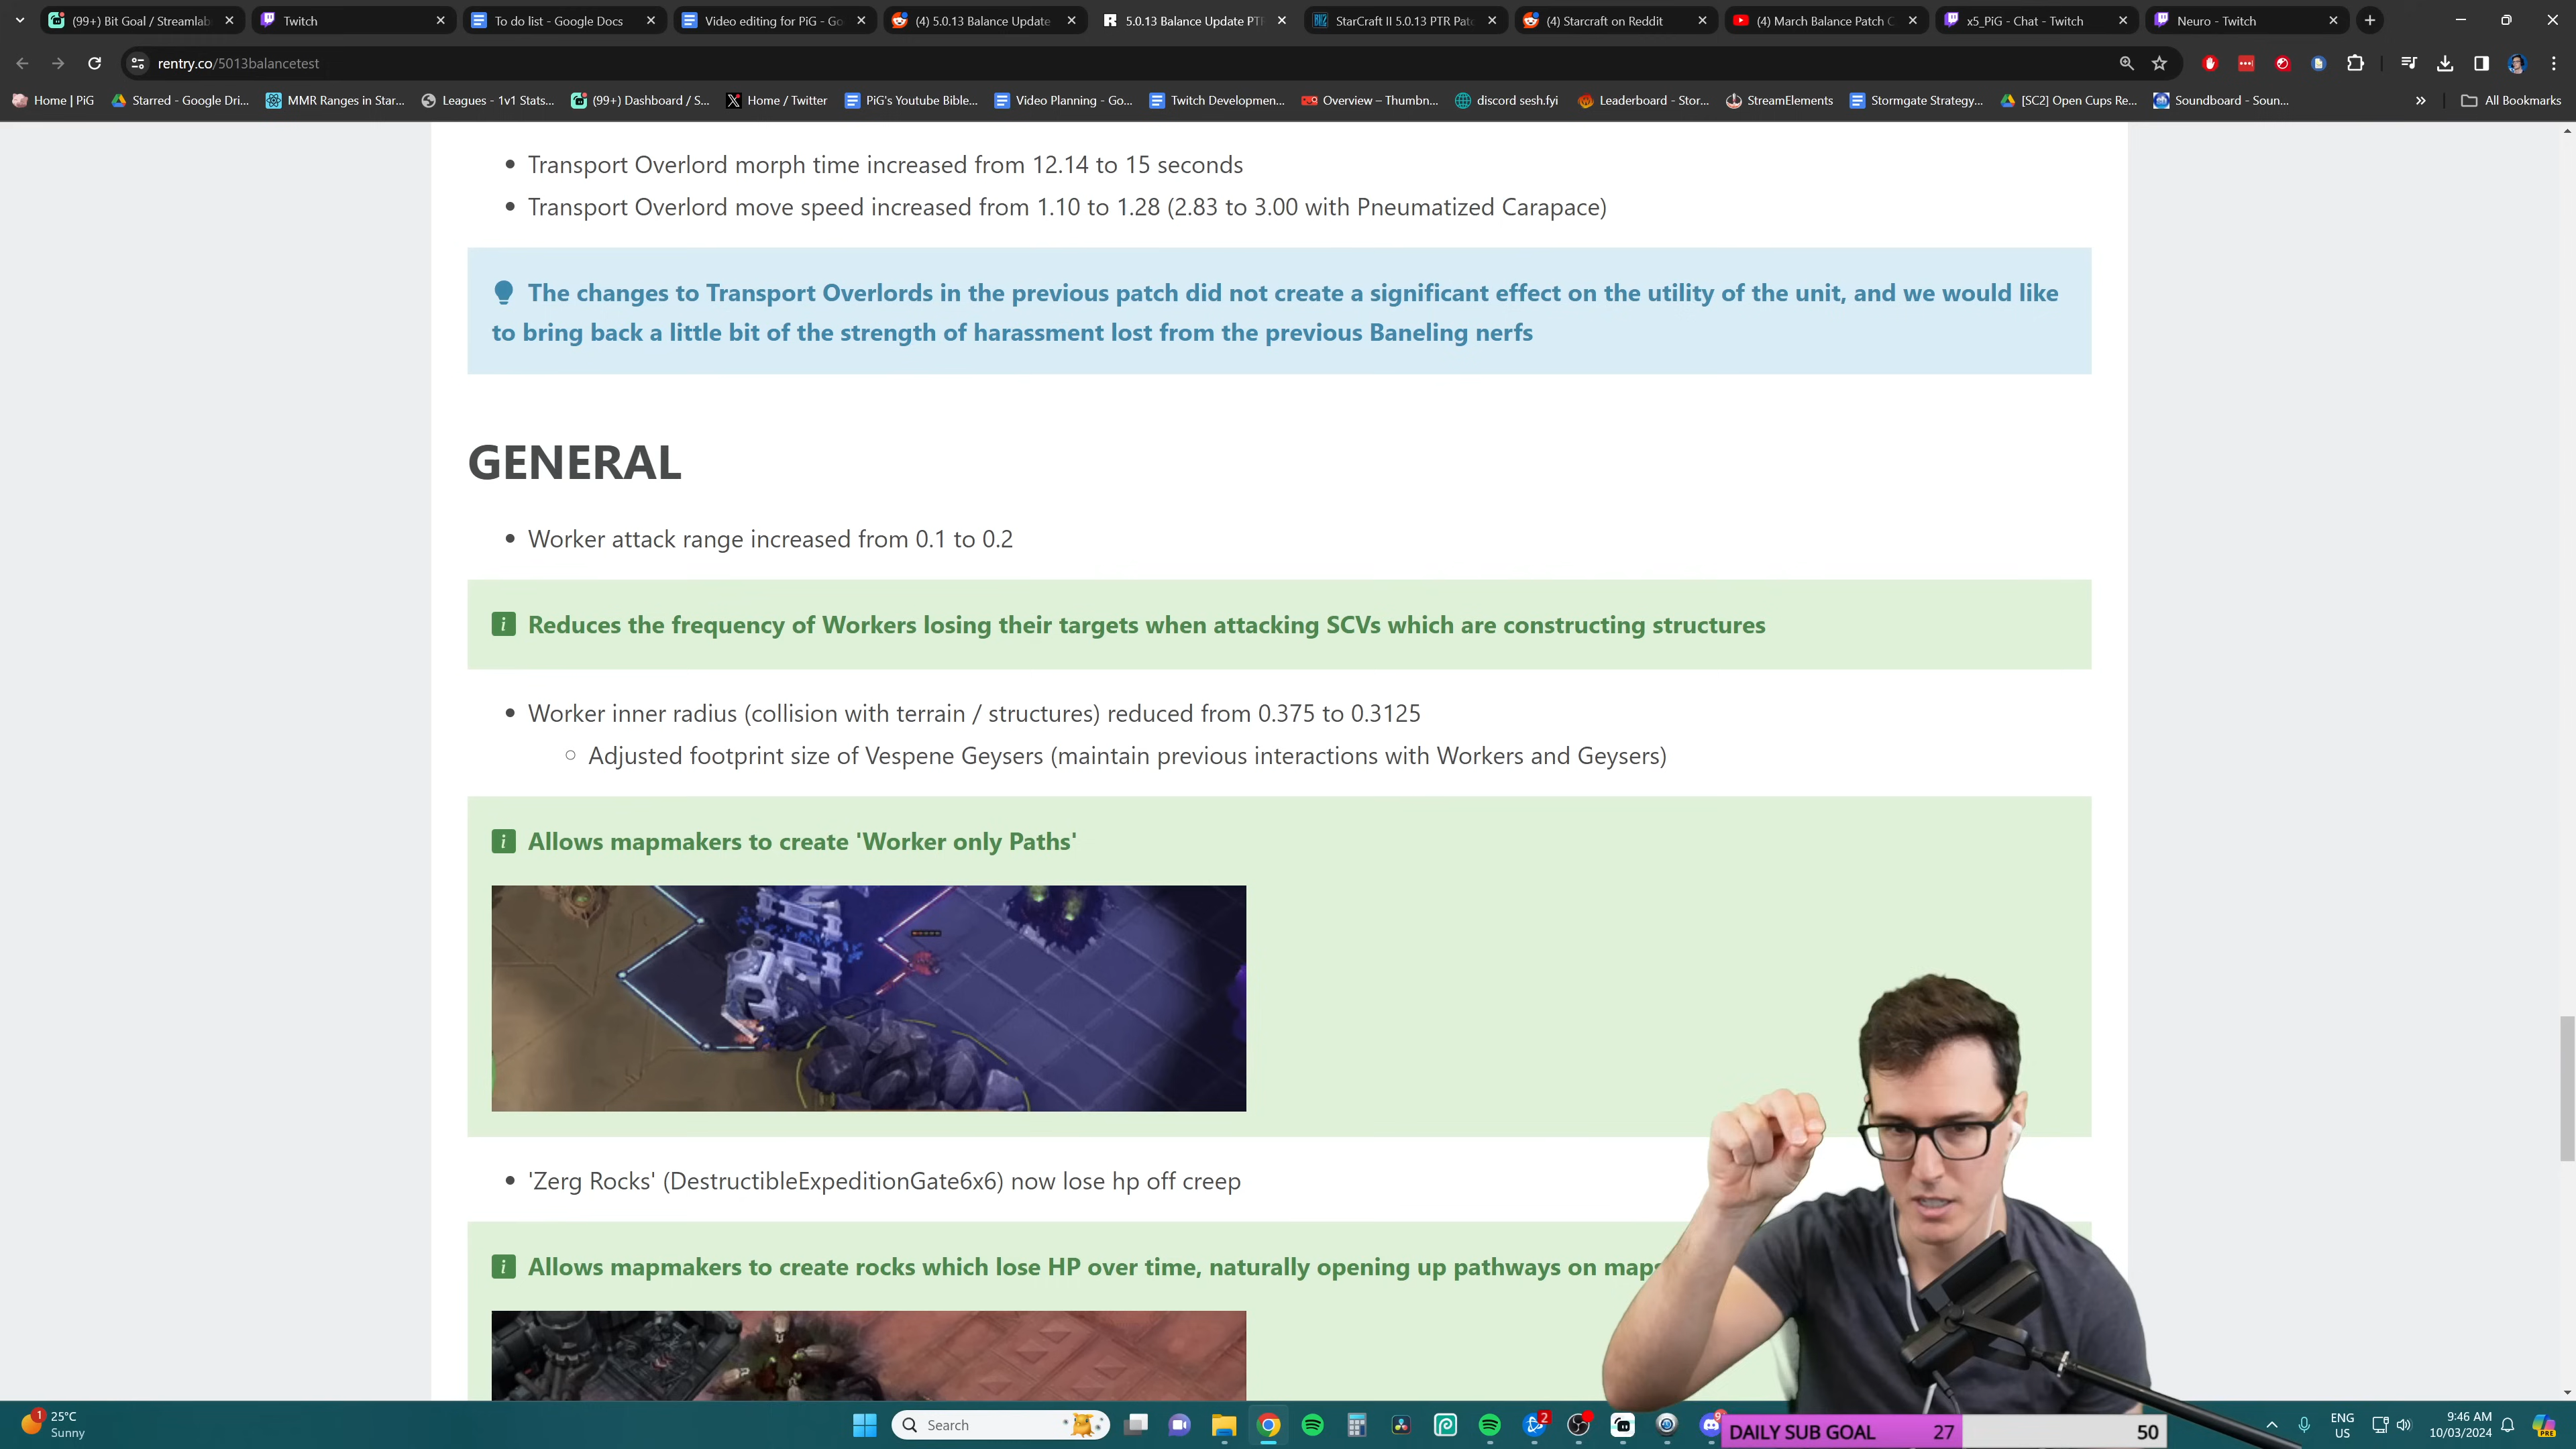 (99+) Bit Goal / Streamlab
Twitch
To do list - Google Docs
Video editing for PiG - Go
(4) 5.0.13 Balance Update
5.0.13 Balance Update PTR
StarCraft II 5.0.13 PTR Patc
(4) Starcraft on Reddit
(4) March Balance Patch C
x5_PiG - Chat - Twitch
Neuro - Twitch
rentry.co/5013balancetest
Home | PiG
Starred - Google Dri...
MMR Ranges in Star...
Leagues - 1v1 Stats...
(99+) Dashboard / S...
Home / Twitter
PiG's Youtube Bible...
Video Planning - Go...
Twitch Developmen...
Overview – Thumbn...
discord sesh.fyi
Leaderboard - Stor...
StreamElements
Stormgate Strategy...
[SC2] Open Cups Re...
Soundboard - Soun...
All Bookmarks
Transport Overlord morph time increased from 12.14 to 15 seconds
Transport Overlord move speed increased from 1.10 to 1.28 (2.83 to 3.00 with Pneumatized Carapace)
The changes to Transport Overlords in the previous patch did not create a significant effect on the utility of the unit, and we would like
to bring back a little bit of the strength of harassment lost from the previous Baneling nerfs
GENERAL
Worker attack range increased from 0.1 to 0.2
Reduces the frequency of Workers losing their targets when attacking SCVs which are constructing structures
Worker inner radius (collision with terrain / structures) reduced from 0.375 to 0.3125
Adjusted footprint size of Vespene Geysers (maintain previous interactions with Workers and Geysers)
Allows mapmakers to create 'Worker only Paths'
'Zerg Rocks' (DestructibleExpeditionGate6x6) now lose hp off creep
Allows mapmakers to create rocks which lose HP over time, naturally opening up pathways on maps
1
25°C
Sunny
Search
2
DAILY SUB GOAL 27 50
ENG
US
9:46 AM
10/03/2024
PRE